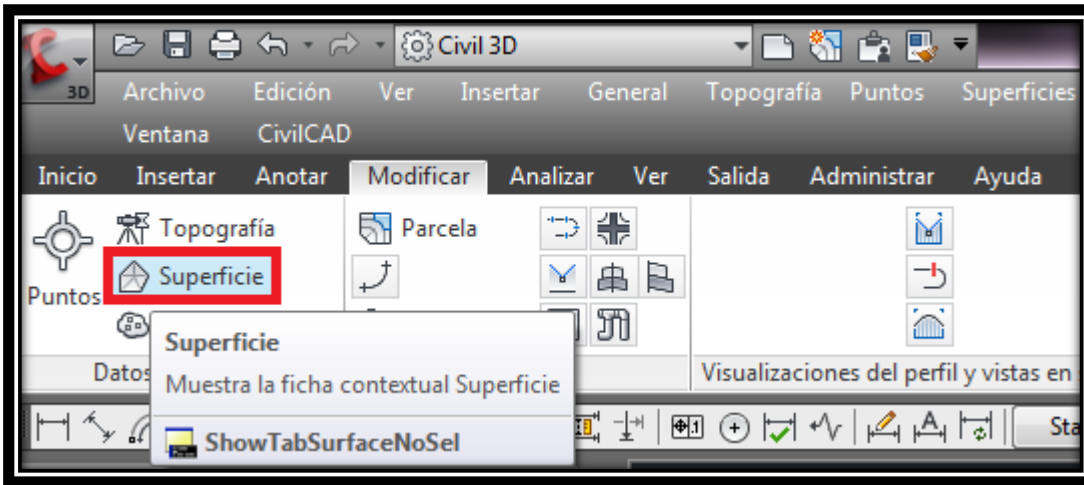 Civil 3D
3D Archivo Edición Ver Insertar General Topografía Puntos Superficies
Ventana CivilCAD
Inicio Insertar Anotar Modificar Analizar Ver Salida Administrar Ayuda
Topografía Parcela
Superficie
Puntos
Superficie
Datos Visualizaciones del perfil y vistas en
Muestra la ficha contextual Superficie
1 Sta
ShowTabSurfaceNoSel